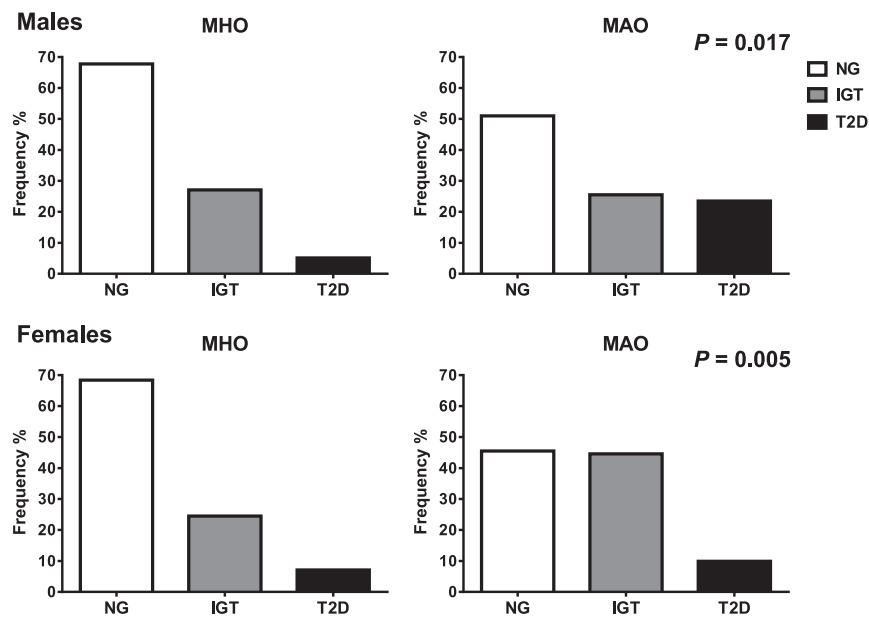 Males
MHO
MAO
P = 0.017
NG
IGT
T2D
Frequency %
70
60
50
40
30
20
10
0
NG IGT T2D
Frequency %
70
60
50
40
30
20
10
0
NG IGT T2D
Females
MHO
MAO
P = 0.005
Frequency %
70
60
50
40
30
20
10
0
NG IGT T2D
Frequency %
70
60
50
40
30
20
10
0
NG IGT T2D